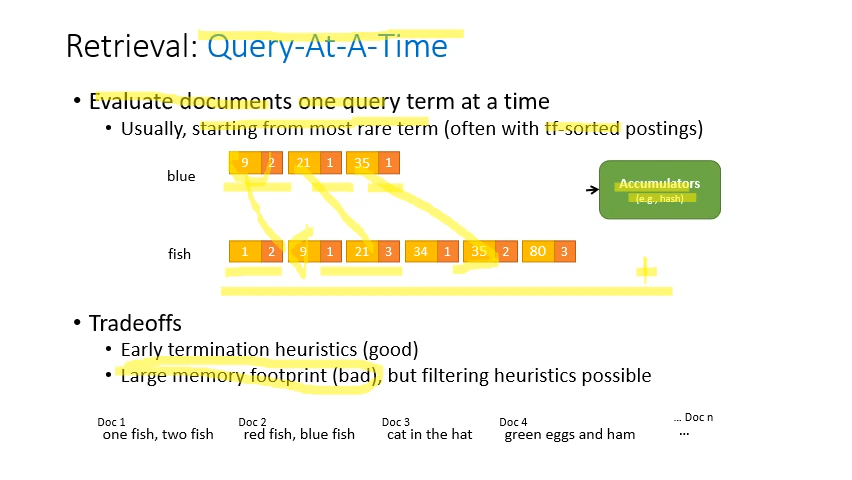 Retrieval: Query-At-A-Time
• Evaluate documents one query term at a time
• Usually, starting from most rare term (often with tf-sorted postings)
blue 9 2 21 1 35 1
Accumulators
(e.g., hash)
fish 1 2 9 1 21 3 34 1 35 2 80 3
• Tradeoffs
• Early termination heuristics (good)
• Large memory footprint (bad), but filtering heuristics possible
Doc 1 Doc 2 Doc 3 Doc 4 ... Doc n
one fish, two fish red fish, blue fish cat in the hat green eggs and ham ...